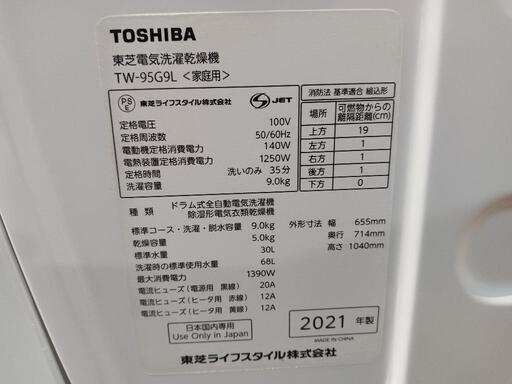 TOSHIBA
東芝電気洗濯乾燥機
TW-95G9L <家庭用>
PS E 東芝ライフスタイル株式会社 S JET
定格電圧 100V
定格周波数 50/60Hz
電動機定格消費電力 140W
電熱装置定格消費電力 1250W
定格時間 洗いのみ 35分
洗濯容量 9.0kg
消防法 基準適合 組込形
場所 可燃物からの離隔距離(cm)
上方 19
左方 1
右方 1
後方 1
下方 0
種類 ドラム式全自動電気洗濯機
除湿形電気衣類乾燥機
標準コース・洗濯・脱水容量 9.0kg
乾燥容量 5.0kg
標準水量 30L
洗濯時の標準使用水量 68L
最大消費電力 1390W
電流ヒューズ (電源用 黒線) 20A
電流ヒューズ (ヒータ用 赤線) 12A
電流ヒューズ (ヒータ用 黄線) 12A
外形寸法 幅 655mm
奥行 714mm
高さ 1040mm
日本国内専用
Use Only in Japan
2021 年製
MADE IN CHINA
東芝ライフスタイル株式会社